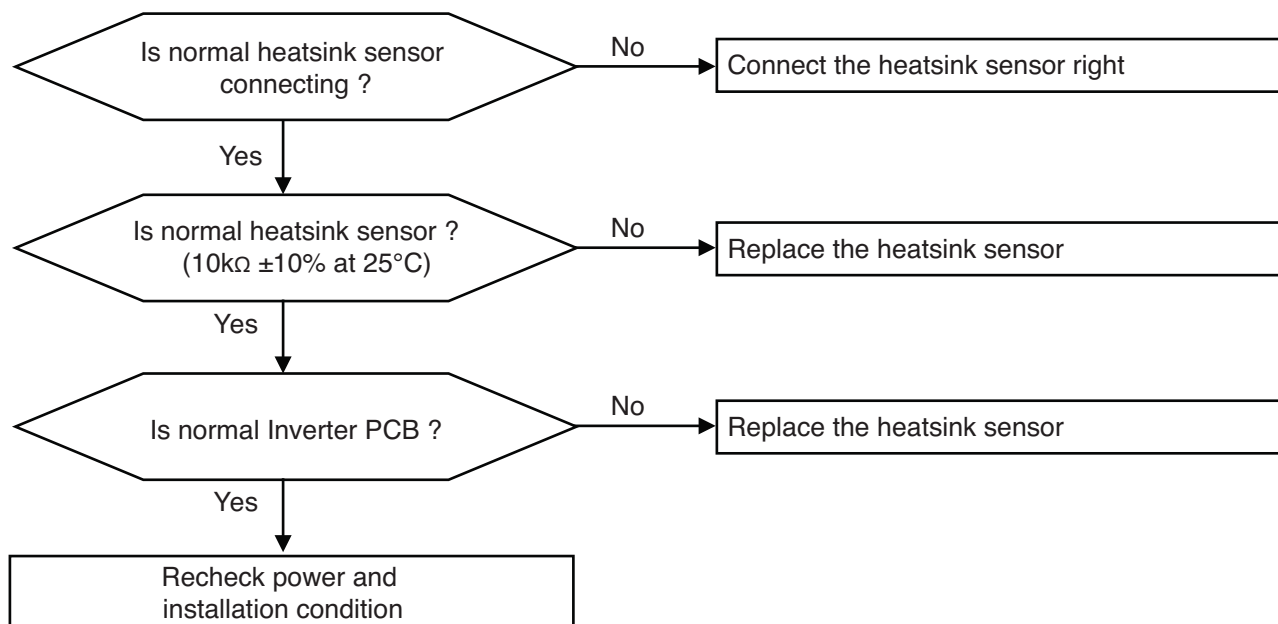 Is normal heatsink sensor
connecting ?
No
Connect the heatsink sensor right
Yes
Is normal heatsink sensor ?
(10kΩ ±10% at 25°C)
No
Replace the heatsink sensor
Yes
Is normal Inverter PCB ?
No
Replace the heatsink sensor
Yes
Recheck power and
installation condition